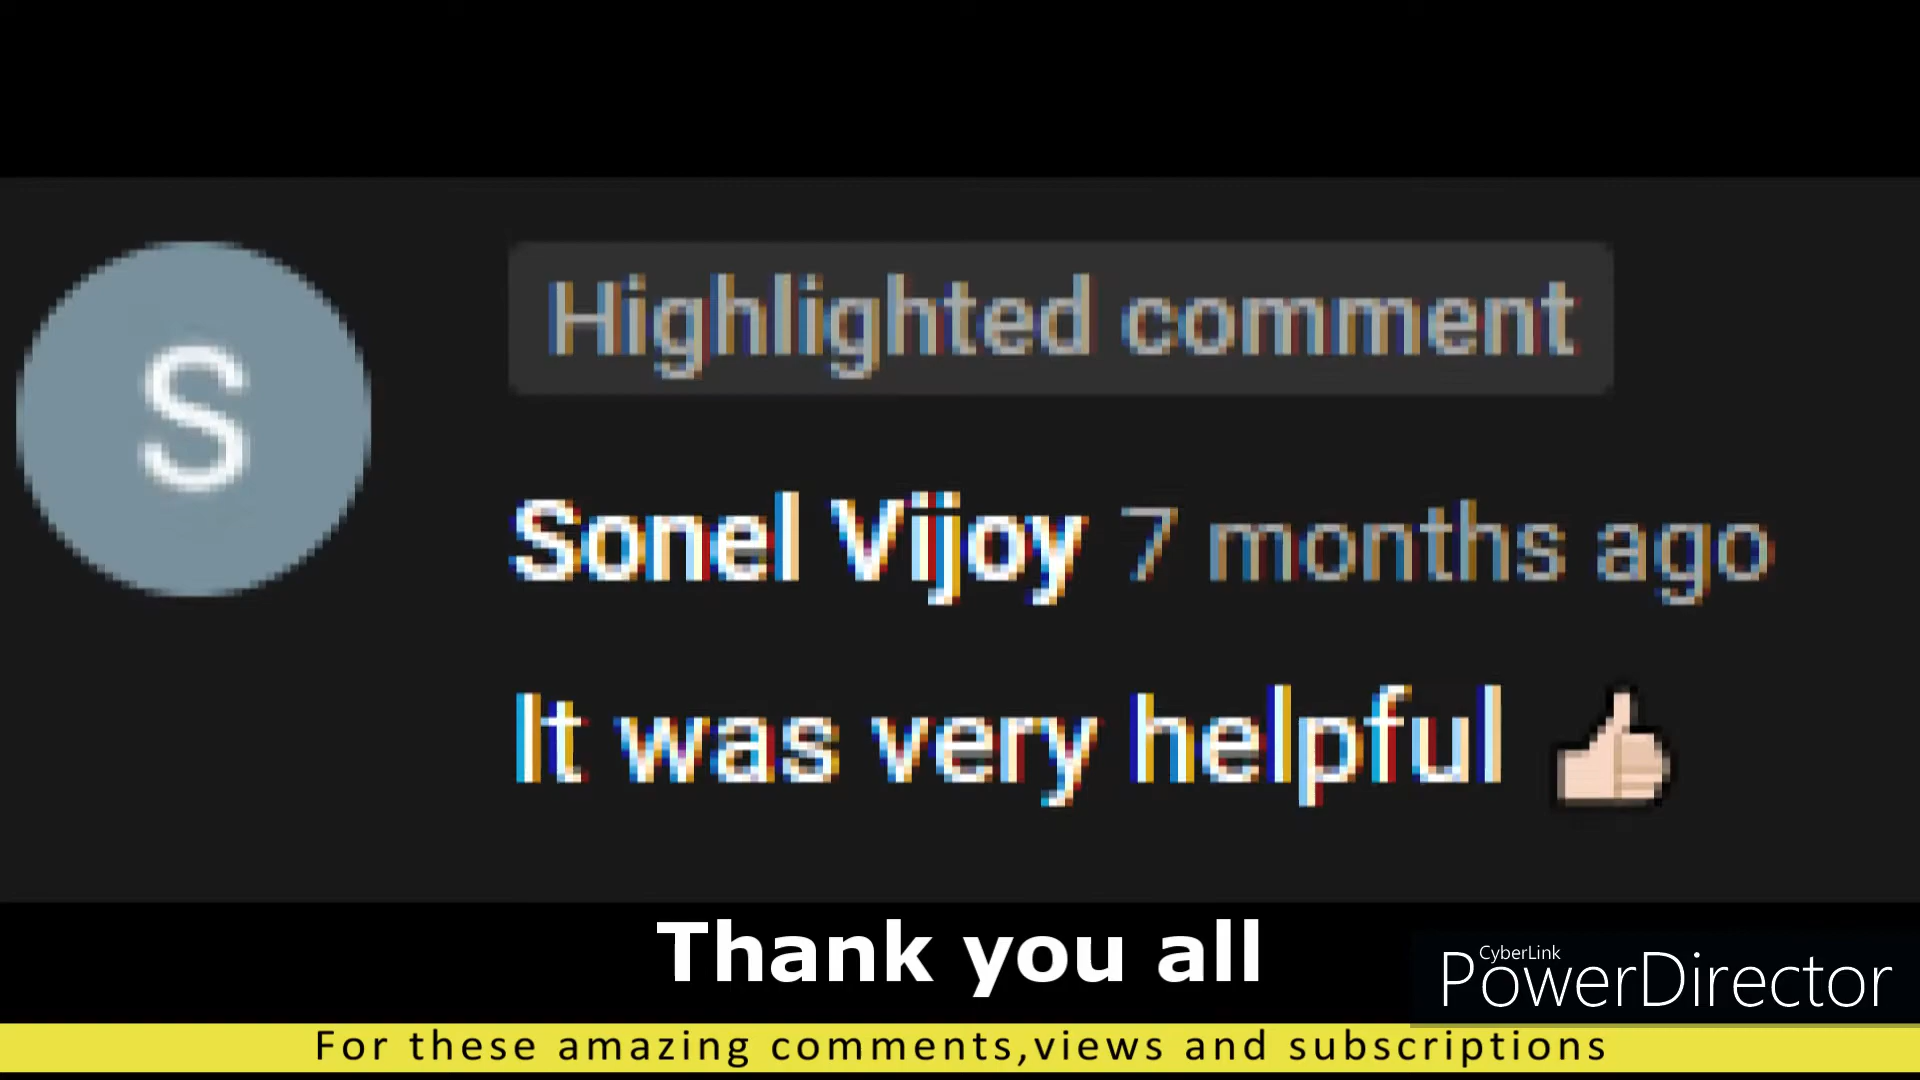 S
Highlighted comment
Sonel Vijoy 7 months ago
It was very helpful 👍🏻
Thank you all
CyberLink
PowerDirector
For these amazing comments,views and subscriptions